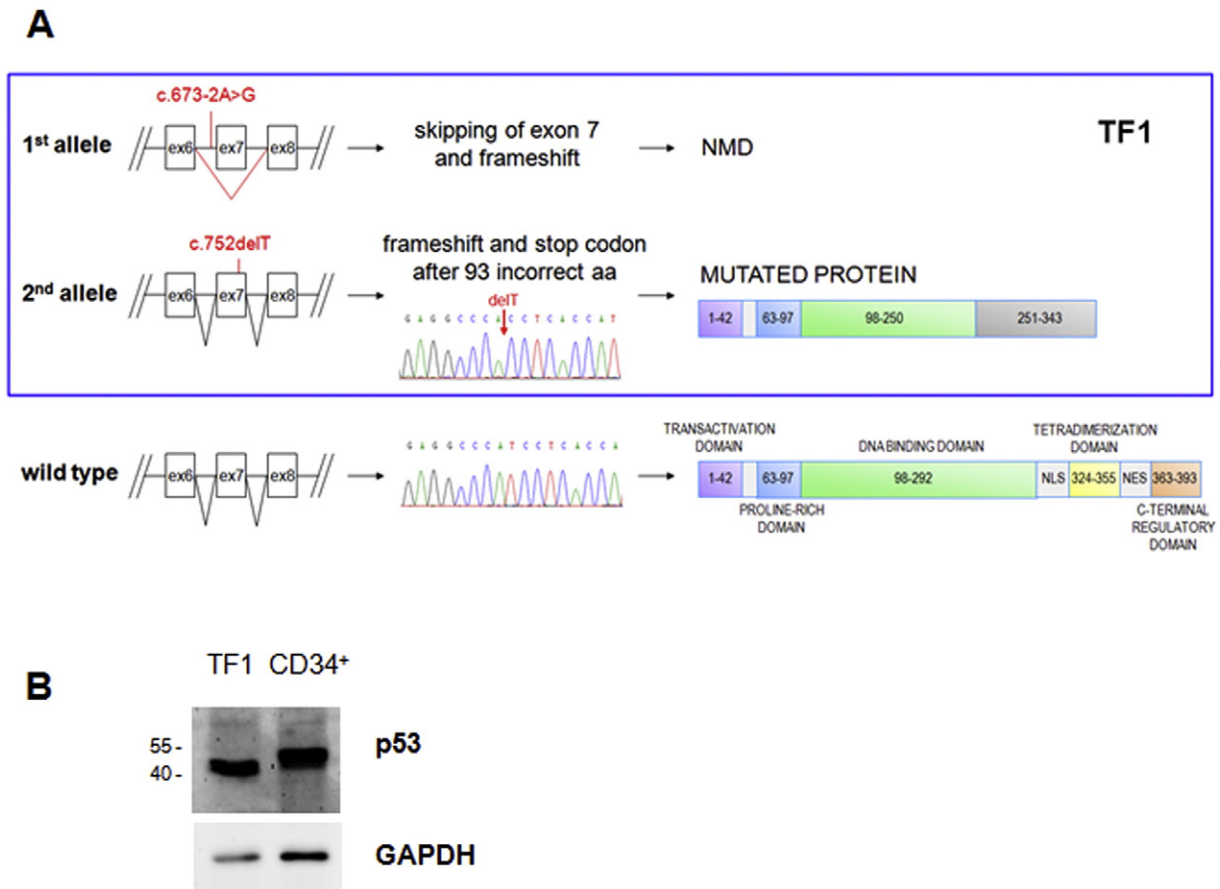 A
TF1
c.673-2A>G
1st allele
ex6 ex7 ex8
skipping of exon 7
and frameshift
NMD
c.752delT
2nd allele
ex6 ex7 ex8
frameshift and stop codon
after 93 incorrect aa
delT
G A G G C C C A C C T C A C C A T
MUTATED PROTEIN
1-42 63-97 98-250 251-343
wild type
ex6 ex7 ex8
G A G G C C C A T C C T C A C C A
TRANSACTIVATION
DOMAIN
DNA BINDING DOMAIN
TETRADIMERIZATION
DOMAIN
1-42 63-97 98-292 NLS 324-355 NES 363-393
PROLINE-RICH
DOMAIN
C-TERMINAL
REGULATORY
DOMAIN
B
TF1 CD34+
55 -
40 -
p53
GAPDH